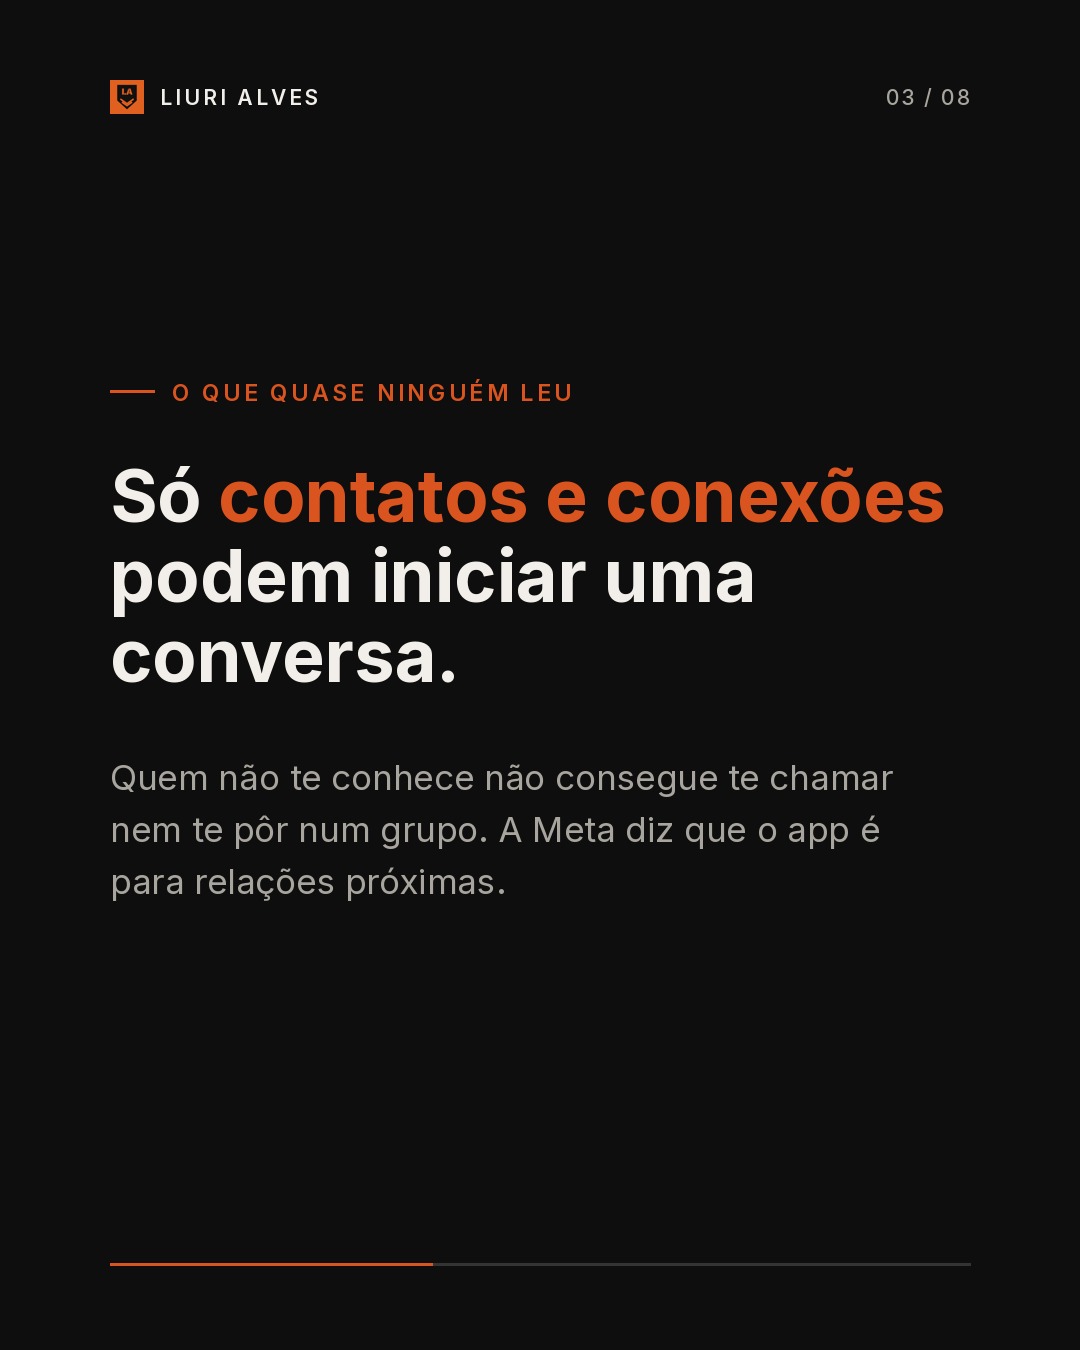 LA
LIURI ALVES
03 / 08
O QUE QUASE NINGUÉM LEU
Só contatos e conexões
podem iniciar uma
conversa.
Quem não te conhece não consegue te chamar
nem te pôr num grupo. A Meta diz que o app é
para relações próximas.